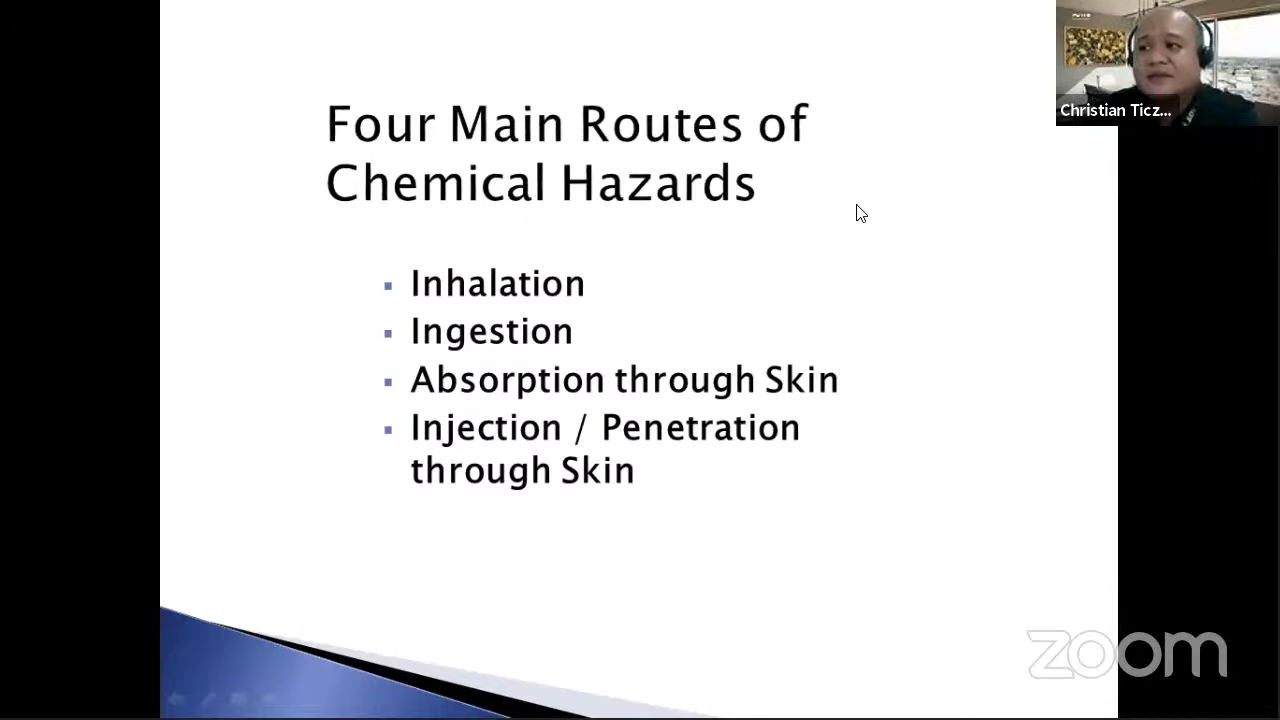 Four Main Routes of
Chemical Hazards
Inhalation
Ingestion
Absorption through Skin
Injection / Penetration
through Skin
Christian Ticz...
zoom